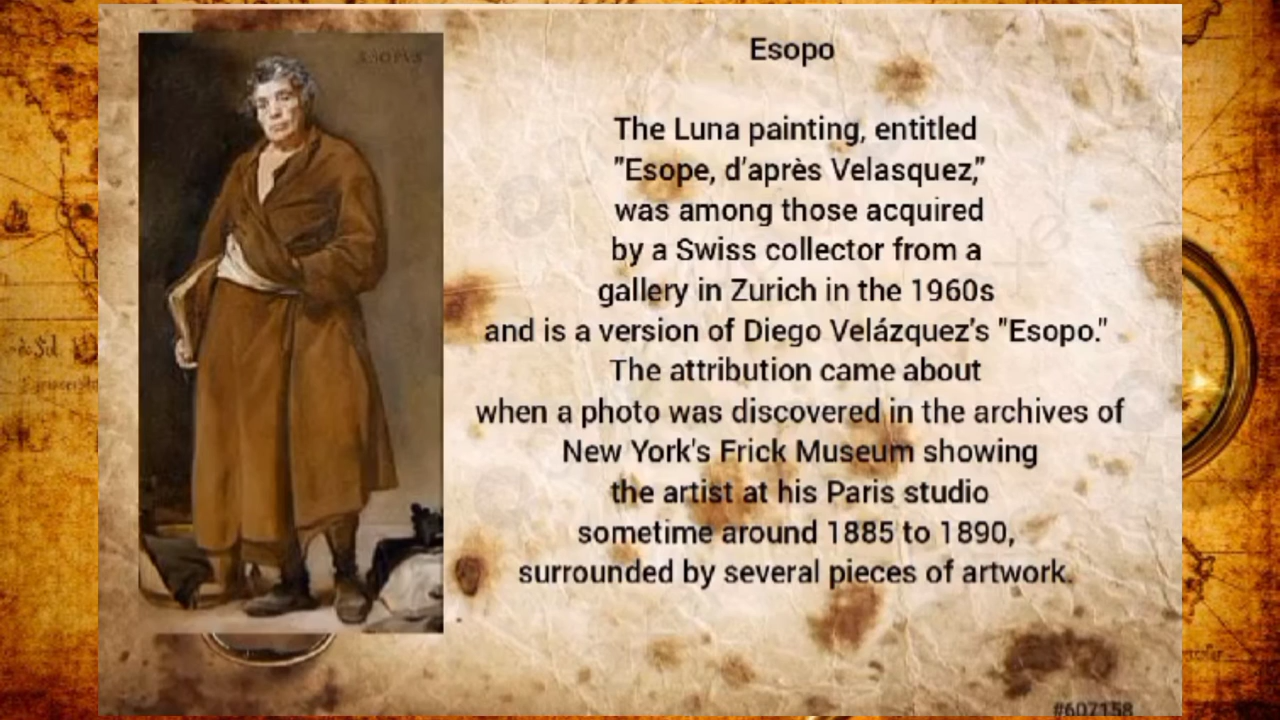 Esopo
ÆSOPVS
The Luna painting, entitled
"Esope, d'après Velasquez,"
was among those acquired
by a Swiss collector from a
gallery in Zurich in the 1960s
and is a version of Diego Velázquez's "Esopo."
The attribution came about
when a photo was discovered in the archives of
New York's Frick Museum showing
the artist at his Paris studio
sometime around 1885 to 1890,
surrounded by several pieces of artwork.
#607158